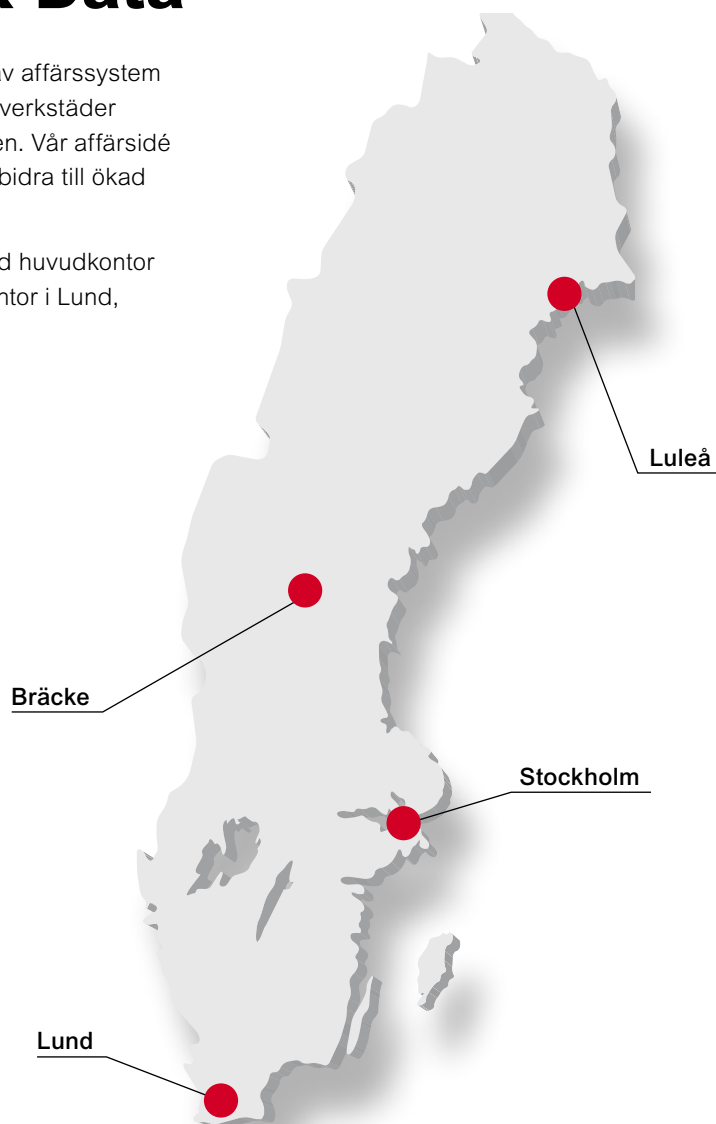 Data
av affärssystem
verkstäder
en. Vår affärsidé
bidra till ökad
d huvudkontor
ntor i Lund,
Luleå
Bräcke
Stockholm
Lund